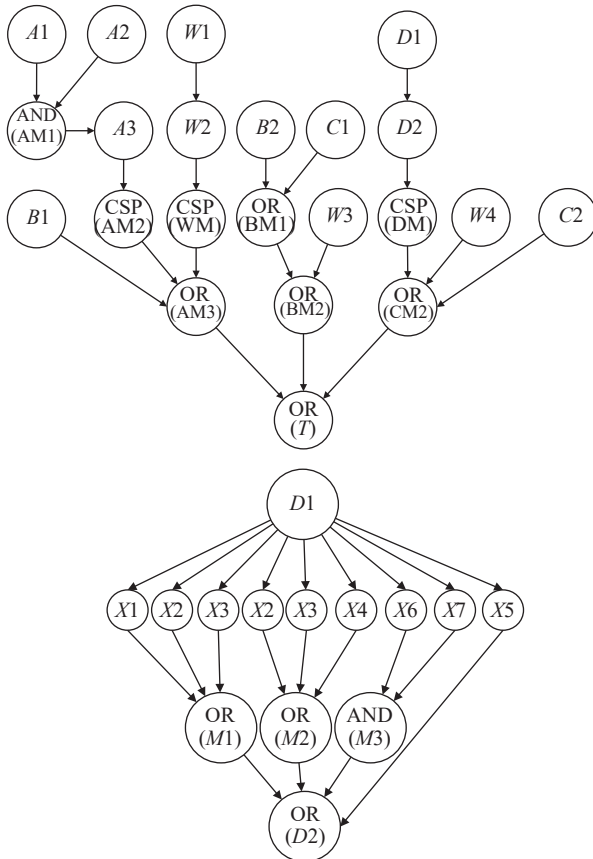 A1 A2 W1 D1
AND
(AM1)
A3 W2 B2 C1 D2
B1
CSP
(AM2)
CSP
(WM)
OR
(BM1)
W3
CSP
(DM)
W4 C2
OR
(AM3)
OR
(BM2)
OR
(CM2)
OR
(T)
D1
X1 X2 X3 X2 X3 X4 X6 X7 X5
OR
(M1)
OR
(M2)
AND
(M3)
OR
(D2)